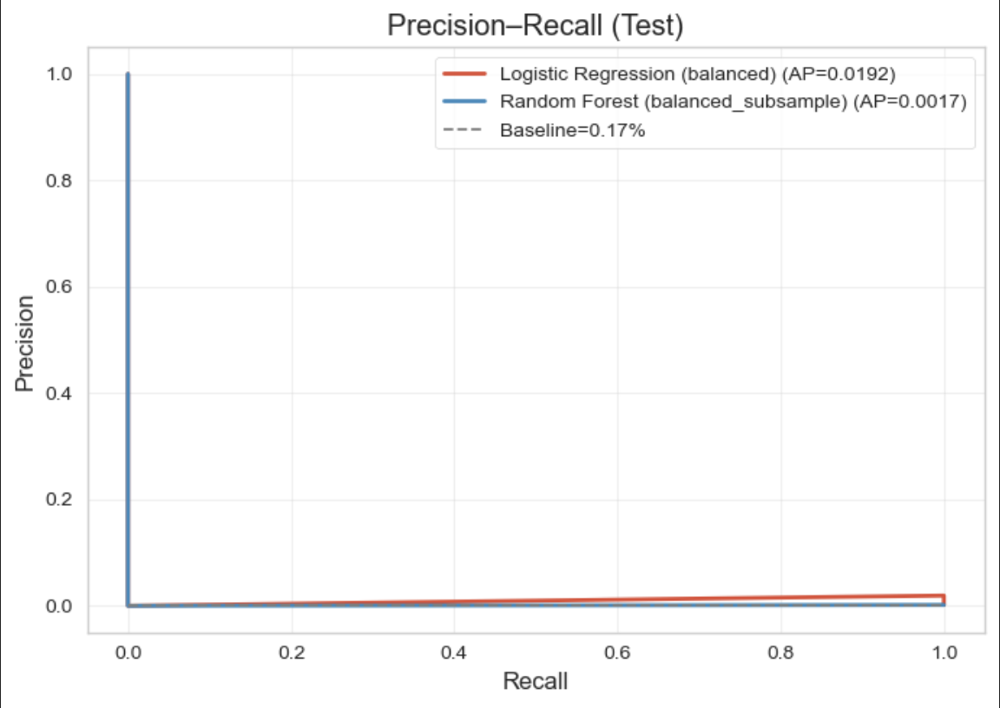 Precision–Recall (Test)
Logistic Regression (balanced) (AP=0.0192)
Random Forest (balanced_subsample) (AP=0.0017)
Baseline=0.17%
Precision
1.0
0.8
0.6
0.4
0.2
0.0
0.0 0.2 0.4 0.6 0.8 1.0
Recall